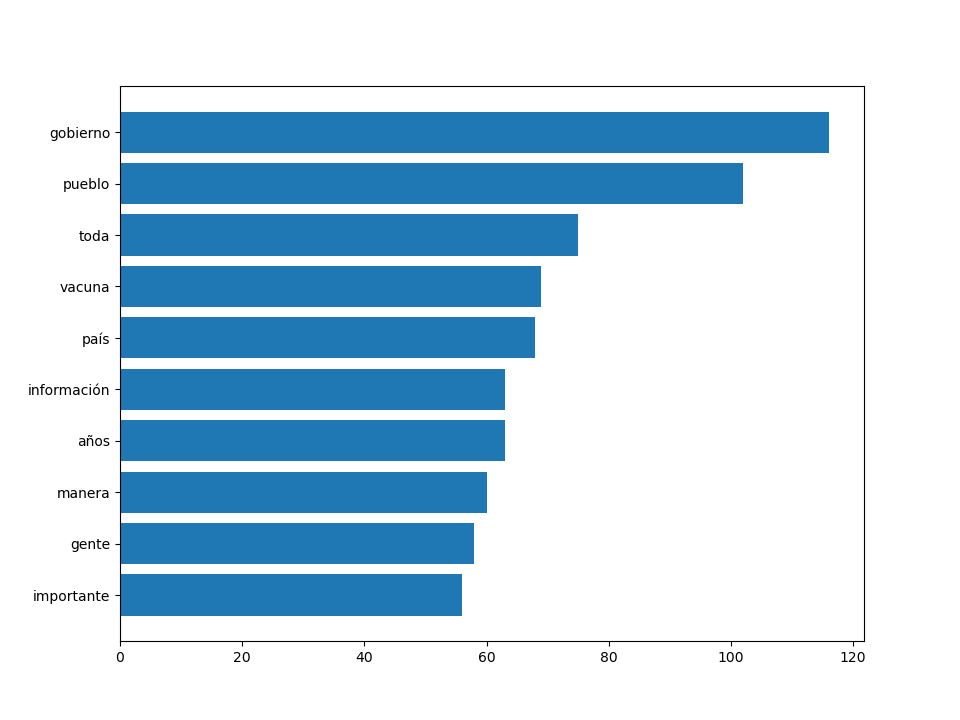 gobierno
pueblo
toda
vacuna
país
información
años
manera
gente
importante
0 20 40 60 80 100 120